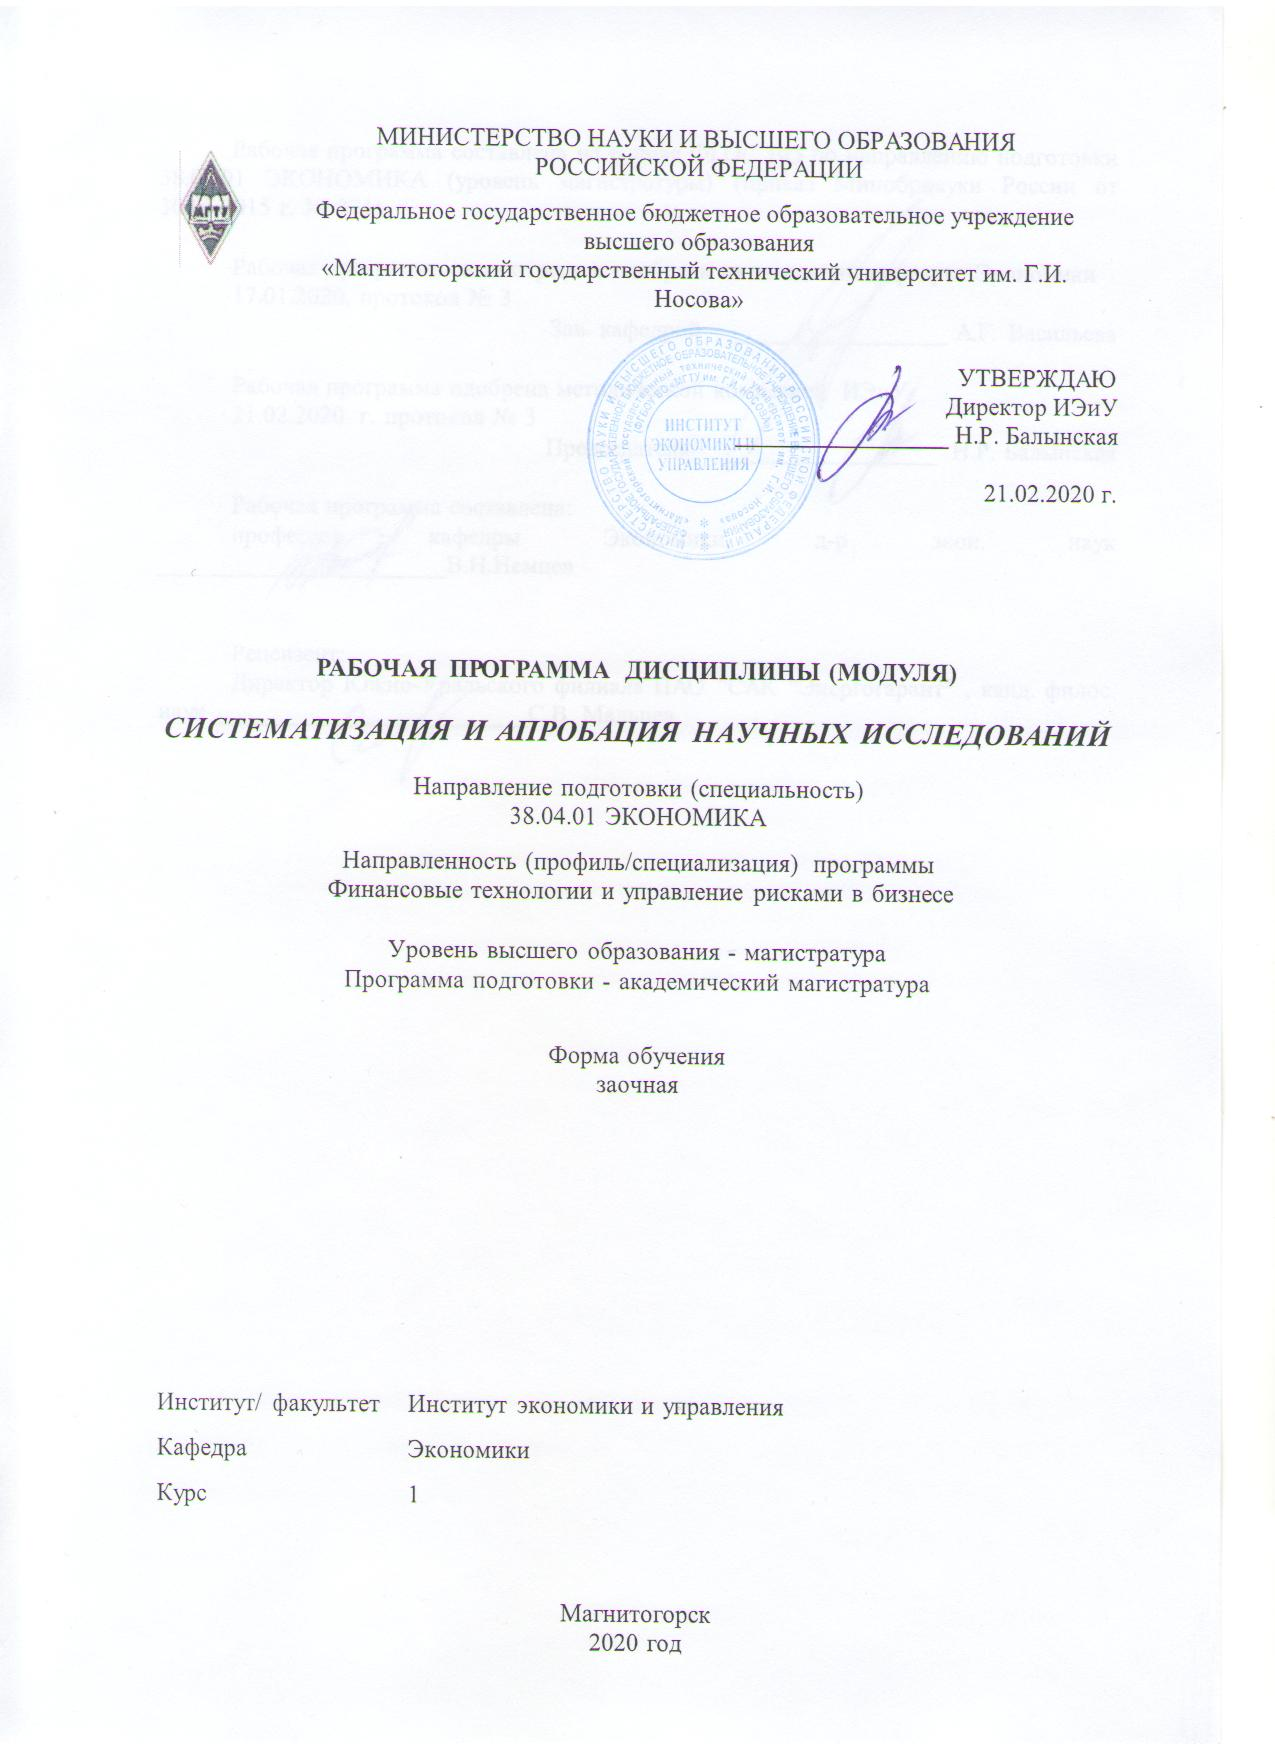 МИНИСТЕРСТВО НАУКИ И ВЫСШЕГО ОБРАЗОВАНИЯ
РОССИЙСКОЙ ФЕДЕРАЦИИ
МГТУ
Федеральное государственное бюджетное образовательное учреждение
высшего образования
«Магнитогорский государственный технический университет им. Г.И.
Носова»
УТВЕРЖДАЮ
Директор ИЭиУ
Н.Р. Балынская
21.02.2020 г.
ИНСТИТУТ
ЭКОНОМИКИ И
УПРАВЛЕНИЯ
РАБОЧАЯ ПРОГРАММА ДИСЦИПЛИНЫ (МОДУЛЯ)
СИСТЕМАТИЗАЦИЯ И АПРОБАЦИЯ НАУЧНЫХ ИССЛЕДОВАНИЙ
Направление подготовки (специальность)
38.04.01 ЭКОНОМИКА
Направленность (профиль/специализация) программы
Финансовые технологии и управление рисками в бизнесе
Уровень высшего образования - магистратура
Программа подготовки - академический магистратура
Форма обучения
заочная
Институт/ факультет Институт экономики и управления
Кафедра Экономики
Курс 1
Магнитогорск
2020 год